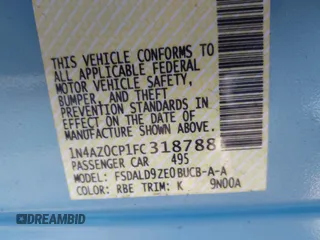 THIS VEHICLE CONFORMS TO
ALL APPLICABLE FEDERAL
MOTOR VEHICLE SAFETY,
BUMPER, AND THEFT
PREVENTION STANDARDS IN
EFFECT ON THE DATE OF
MANUFACTURE SHOWN ABOVE.
1N4AZ0CP1FC318788
PASSENGER CAR 495
MODEL: FSDALD9ZE0BUCB-A-A
COLOR: RBE TRIM: K 9N00A
DREAMBID